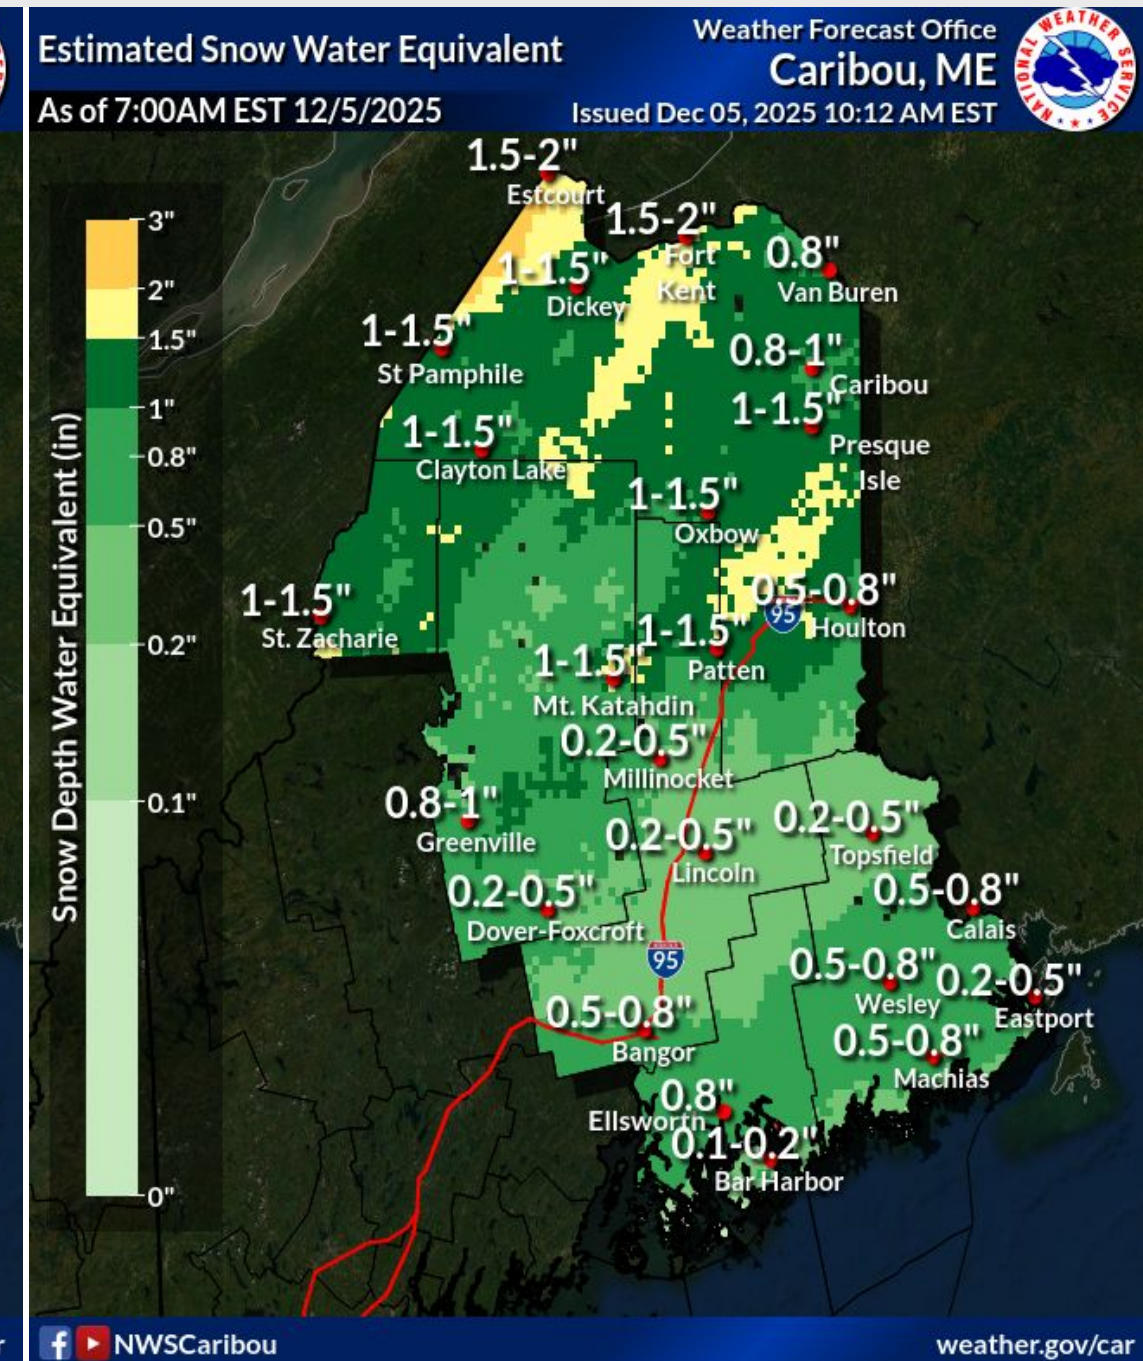 Estimated Snow Water Equivalent
As of 7:00AM EST 12/5/2025
Weather Forecast Office
Caribou, ME
Issued Dec 05, 2025 10:12 AM EST
NATIONAL WEATHER SERVICE
Snow Depth Water Equivalent (in)
3"
2"
1.5"
1"
0.8"
0.5"
0.2"
0.1"
0"
1.5-2"
Estcourt
1.5-2"
Fort
Kent
0.8"
Van Buren
1-1.5"
Dickey
1-1.5"
St Pamphile
0.8-1"
Caribou
1-1.5"
Presque
Isle
1-1.5"
Clayton Lake
1-1.5"
Oxbow
1-1.5"
St. Zacharie
0.5-0.8"
95
Houlton
1-1.5"
Patten
1-1.5"
Mt. Katahdin
0.2-0.5"
Millinocket
0.8-1"
Greenville
0.2-0.5"
Lincoln
0.2-0.5"
Topsfield
0.2-0.5"
Dover-Foxcroft
0.5-0.8"
Calais
95
0.5-0.8"
Wesley
0.2-0.5"
Eastport
0.5-0.8"
Bangor
0.5-0.8"
Machias
0.8"
Ellsworth
0.1-0.2"
Bar Harbor
NWSCaribou
weather.gov/car